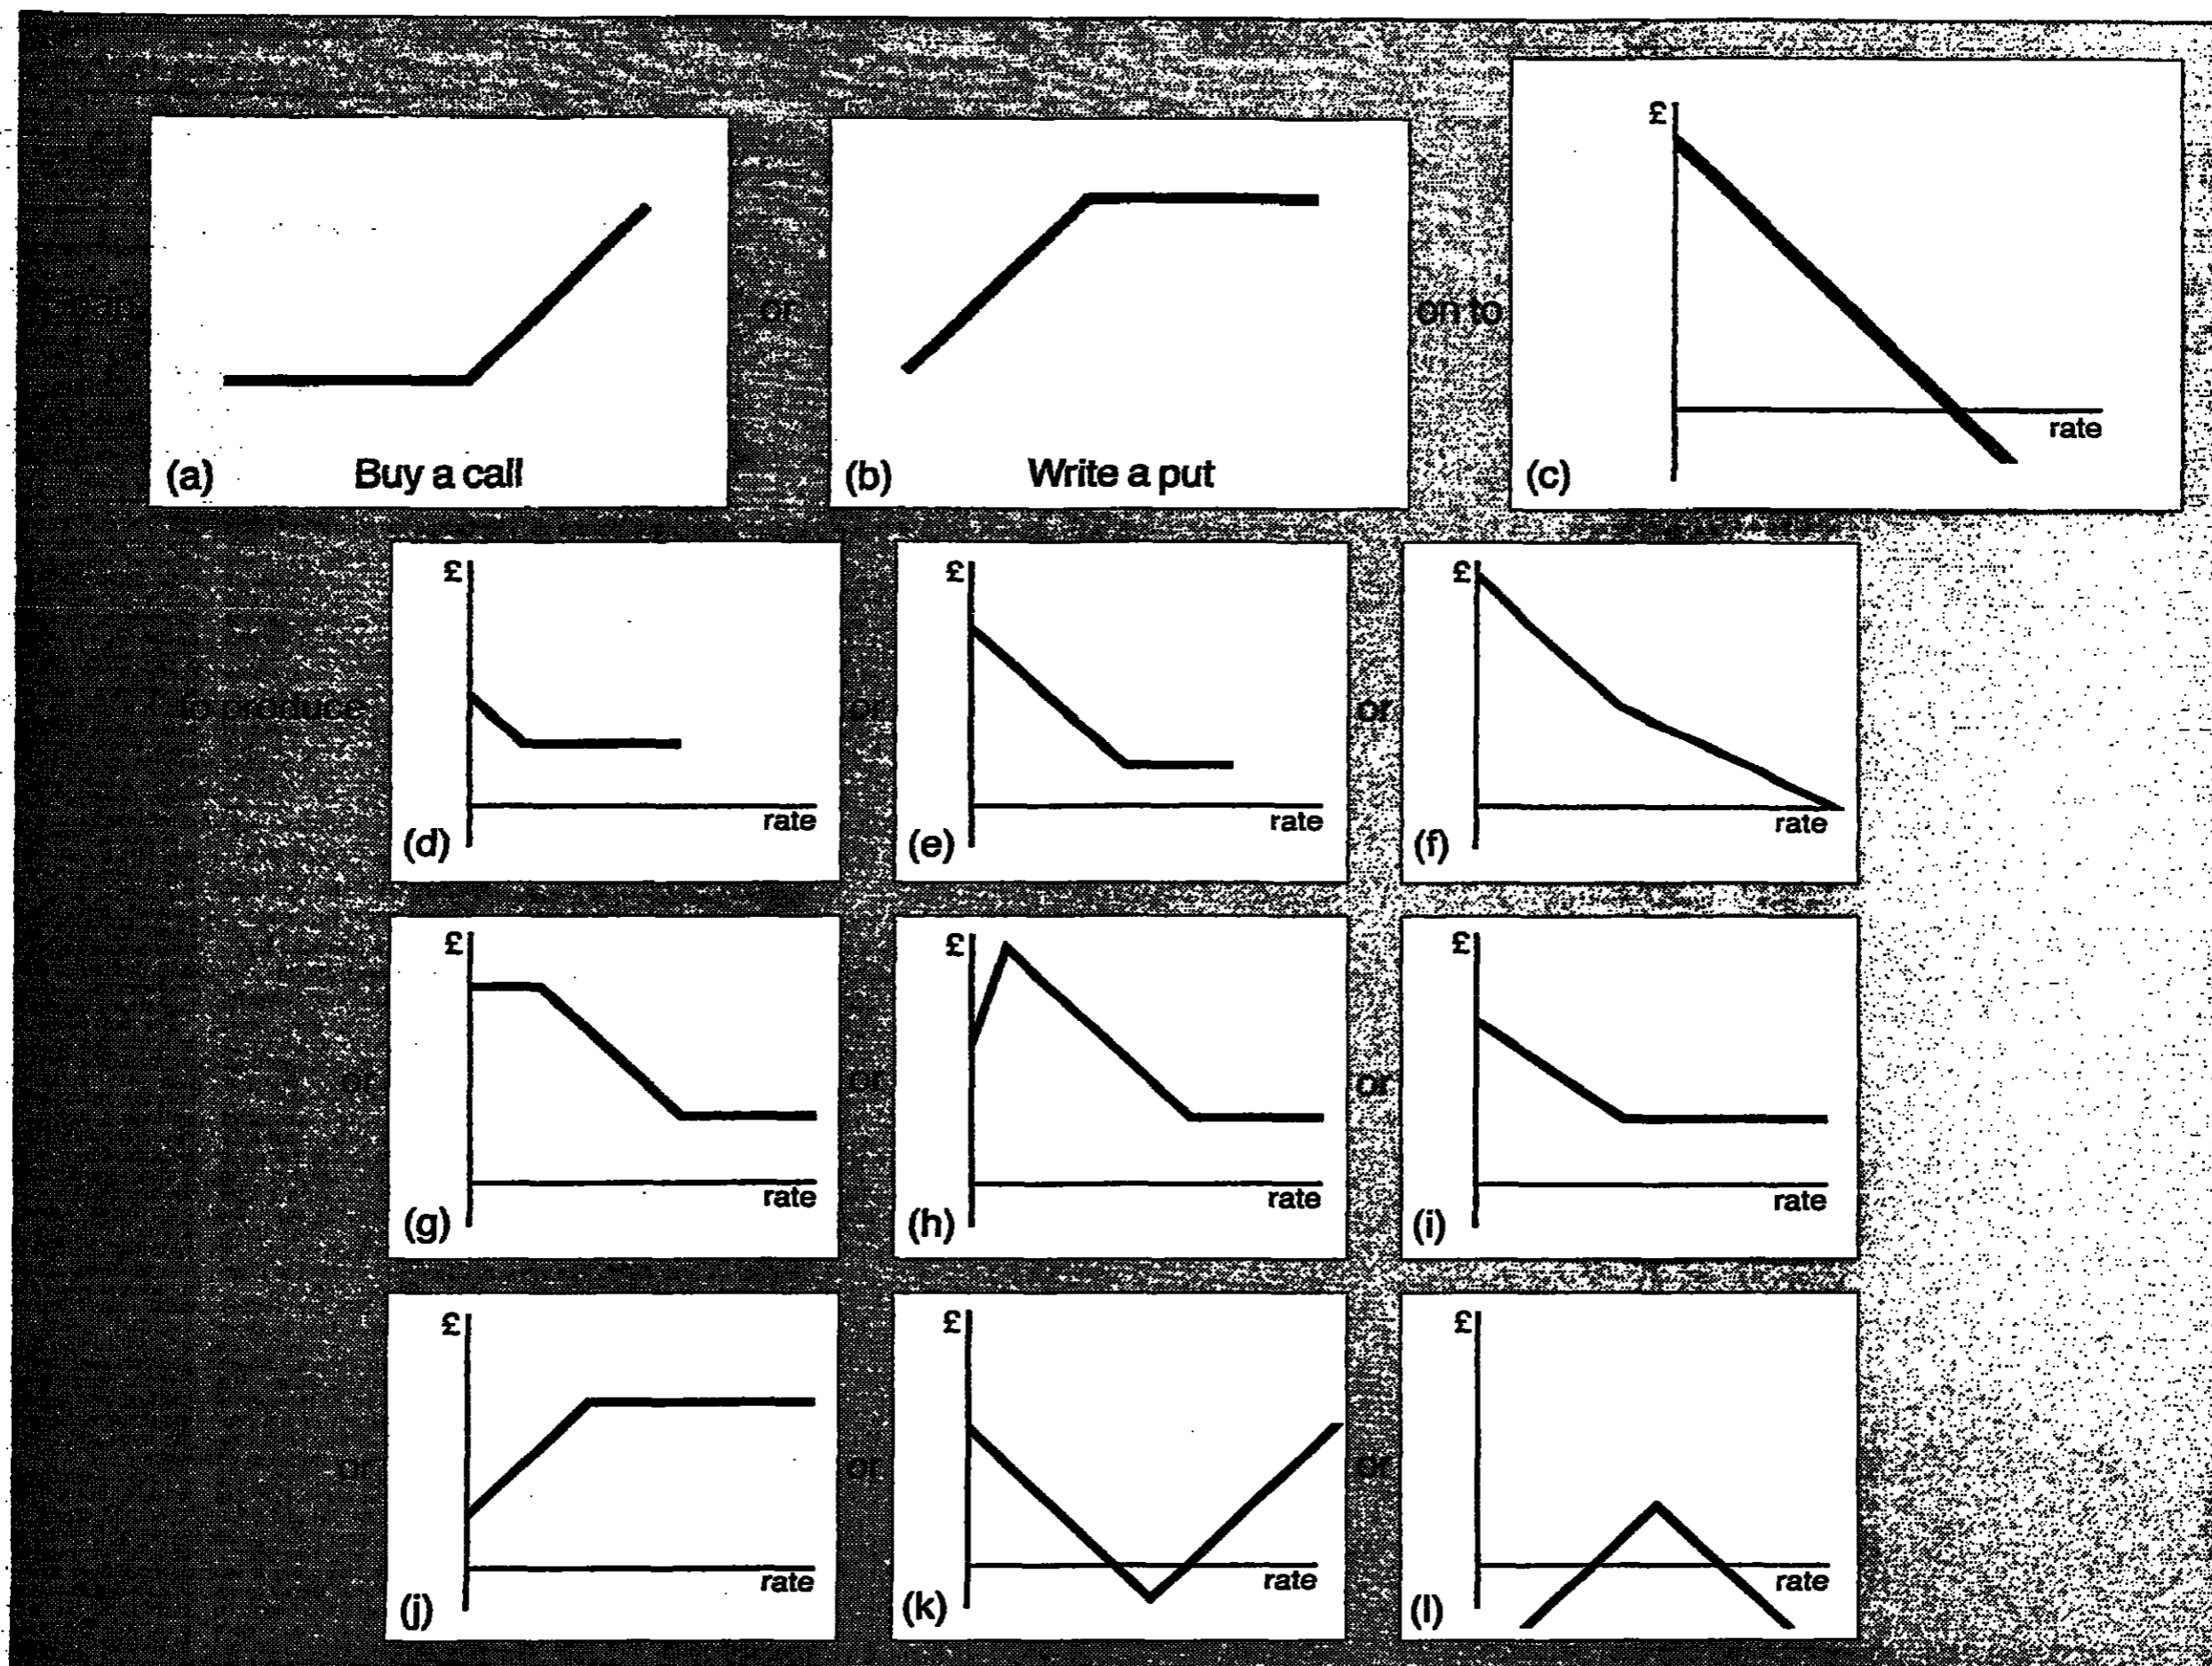 £
or
on to
rate
(a) Buy a call
(b) Write a put
(c)
£
£
£
to produce
or
or
rate
rate
rate
(d)
(e)
(f)
£
£
£
or
or
or
rate
rate
rate
(g)
(h)
(i)
£
£
£
or
or
or
rate
rate
rate
(j)
(k)
(l)